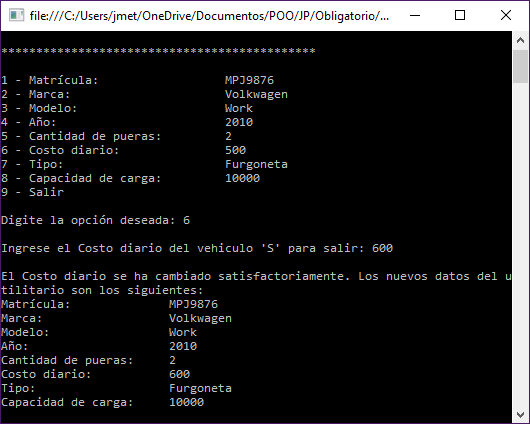 file:///C:/Users/jmet/OneDrive/Documentos/POO/JP/Obligatorio/...
*********************************************
1 - Matrícula: MPJ9876
2 - Marca: Volkwagen
3 - Modelo: Work
4 - Año: 2010
5 - Cantidad de pueras: 2
6 - Costo diario: 500
7 - Tipo: Furgoneta
8 - Capacidad de carga: 10000
9 - Salir
Digite la opción deseada: 6
Ingrese el Costo diario del vehiculo 'S' para salir: 600
El Costo diario se ha cambiado satisfactoriamente. Los nuevos datos del u
tilitario son los siguientes:
Matrícula: MPJ9876
Marca: Volkwagen
Modelo: Work
Año: 2010
Cantidad de pueras: 2
Costo diario: 600
Tipo: Furgoneta
Capacidad de carga: 10000